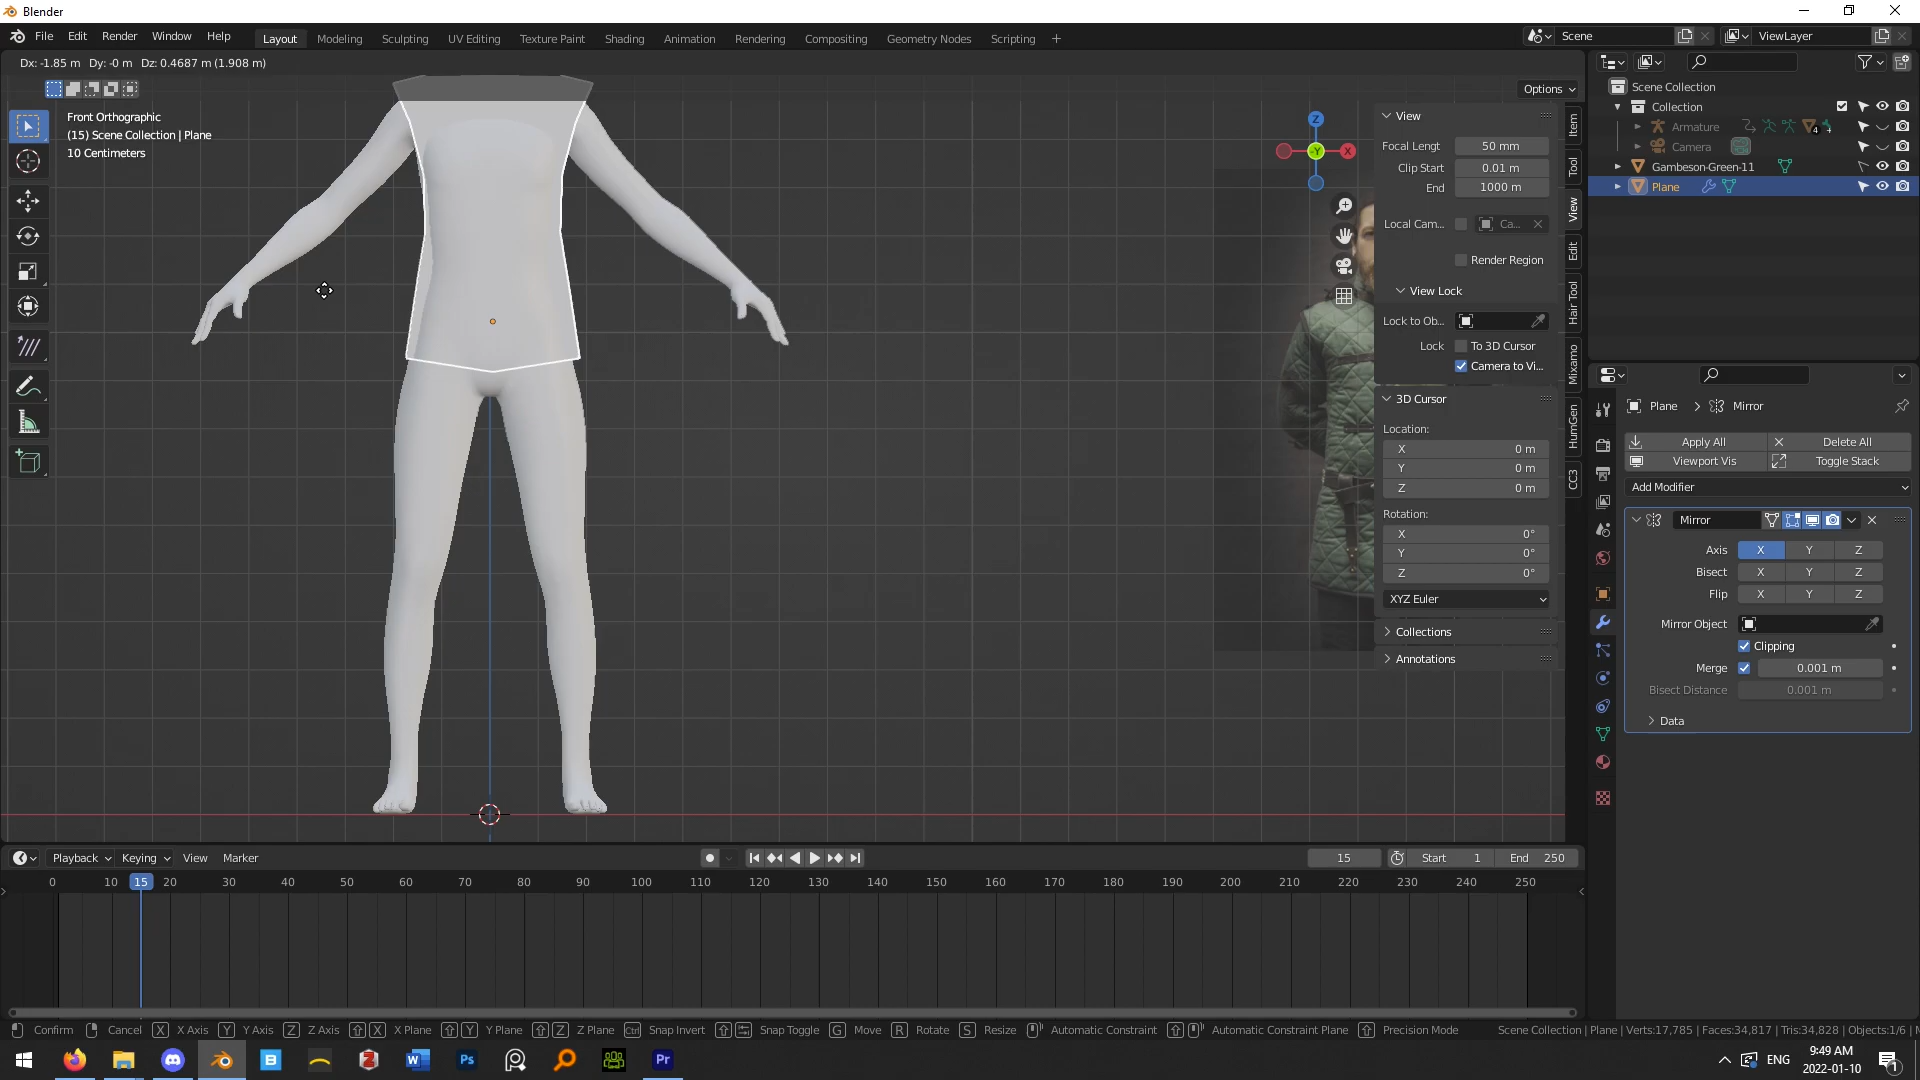 Blender
File Edit Render Window Help Layout Modeling Sculpting UV Editing Texture Paint Shading Animation Rendering Compositing Geometry Nodes Scripting + Scene ViewLayer
Dx: -1.85 m Dy: -0 m Dz: 0.4687 m (1.908 m)
Options
Front Orthographic
(15) Scene Collection | Plane
10 Centimeters
Z
-Y
X
View
Focal Lengt 50 mm
Clip Start 0.01 m
End 1000 m
Local Cam... Ca...
Render Region
View Lock
Lock to Ob...
Lock To 3D Cursor
Camera to Vi...
3D Cursor
Location:
X 0 m
Y 0 m
Z 0 m
Rotation:
X 0°
Y 0°
Z 0°
XYZ Euler
Collections
Annotations
Item
Tool
View
Edit
Hair Tool
Mixamo
HumGen
CC3
Scene Collection
Collection
Armature 4
Camera
Gambeson-Green-11
Plane
Plane > Mirror
Apply All Delete All
Viewport Vis Toggle Stack
Add Modifier
Mirror
Axis X Y Z
Bisect X Y Z
Flip X Y Z
Mirror Object
Clipping
Merge 0.001 m
Bisect Distance 0.001 m
Data
Playback Keying View Marker 15 Start 1 End 250
0 10 15 20 30 40 50 60 70 80 90 100 110 120 130 140 150 160 170 180 190 200 210 220 230 240 250
Confirm Cancel X X Axis Y Y Axis Z Z Axis X X Plane Y Y Plane Z Z Plane Ctrl Snap Invert Snap Toggle G Move R Rotate S Resize Automatic Constraint Automatic Constraint Plane Precision Mode Scene Collection | Plane | Verts:17,785 | Faces:34,817 | Tris:34,828 | Objects:1/6 |
ENG 9:49 AM
2022-01-10
1
B W Ps Pr